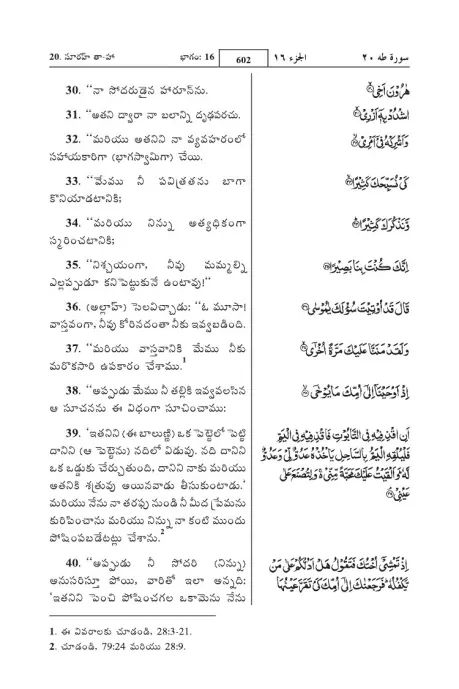 20. సూరహ్ తా-హా భాగం: 16 602 الجزء ١٦ سورة طه ٢٠
30. ‘‘నా సోదరుడైన హారూన్‌ను.
هٰرُوْنَ اَخِی
31. ‘‘అతని ద్వారా నా బలాన్ని దృఢపరచు.
اشْدُدْ بِهٖۤ اَزْرِیْ
32. ‘‘మరియు అతనిని నా వ్యవహారంలో
సహాయకారిగా (భాగస్వామిగా) చేయి.
وَاَشْرِكْهُ فِیْۤ اَمْرِیْ
33. ‘‘మేము నీ పవిత్రతను బాగా
కొనియాడటానికి;
كَیْ نُسَبِّحَكَ كَثِیْرًا
34. ‘‘మరియు నిన్ను అత్యధికంగా
స్మరించటానికి;
وَّنَذْكُرَكَ كَثِیْرًا
35. ‘‘నిశ్చయంగా, నీవు మమ్మల్ని
ఎల్లప్పుడూ కనిపెట్టుకునే ఉంటావు!’’
اِنَّكَ كُنْتَ بِنَا بَصِیْرًا
36. (అల్లాహ్) సెలవిచ్చాడు: ‘‘ఓ మూసా!
వాస్తవంగా, నీవు కోరినదంతా నీకు ఇవ్వబడింది.
قَالَ قَدْ اُوْتِیْتَ سُؤْلَكَ یٰمُوْسٰی
37. ‘‘మరియు వాస్తవానికి మేము నీకు
మరొకసారి ఉపకారం చేశాము.1
وَلَقَدْ مَنَنَّا عَلَیْكَ مَرَّةً اُخْرٰۤی
38. ‘‘అప్పుడు మేము నీ తల్లికి ఇవ్వవలసిన
ఆ సూచనను ఈ విధంగా సూచించాము:
اِذْ اَوْحَیْنَاۤ اِلٰۤی اُمِّكَ مَا یُوْحٰۤی
39. ‘ఇతనిని (ఈ బాలుణ్ణి) ఒక పెట్టెలో పెట్టి
దానిని (ఆ పెట్టెను) నదిలో విడువు. నది దానిని
ఒక ఒడ్డుకు చేర్చుతుంది, దానిని నాకు మరియు
అతనికి శత్రువు అయినవాడు తీసుకుంటాడు.’
మరియు నేను నా తరపు నుండి నీ మీద ప్రేమను
కురిపించాను మరియు నిన్ను నా కంటి ముందు
పోషింపబడేటట్లు చేశాను.2
اَنِ اقْذِفِیْهِ فِی التَّابُوْتِ فَاقْذِفِیْهِ فِی الْیَمِّ
فَلْیُلْقِهِ الْیَمُّ بِالسَّاحِلِ یَاْخُذْهُ عَدُوٌّ لِّیْ وَعَدُوٌّ
لَّهٗ وَاَلْقَیْتُ عَلَیْكَ مَحَبَّةً مِّنِّیْ وَلِتُصْنَعَ عَلٰی
عَیْنِیْ
40. ‘‘అప్పుడు నీ సోదరి (నిన్ను)
అనుసరిస్తూ పోయి, వారితో ఇలా అన్నది:
‘ఇతనిని పెంచి పోషించగల ఒకామెను నేను
اِذْ تَمْشِیْۤ اُخْتُكَ فَتَقُوْلُ هَلْ اَدُلُّكُمْ عَلٰی مَنْ
یَّكْفُلُهٗ فَرَجَعْنٰكَ اِلٰۤی اُمِّكَ كَیْ تَقَرَّ عَیْنُهَا
1. ఈ వివరాలకు చూడండి, 28:3-21.
2. చూడండి, 79:24 మరియు 28:9.